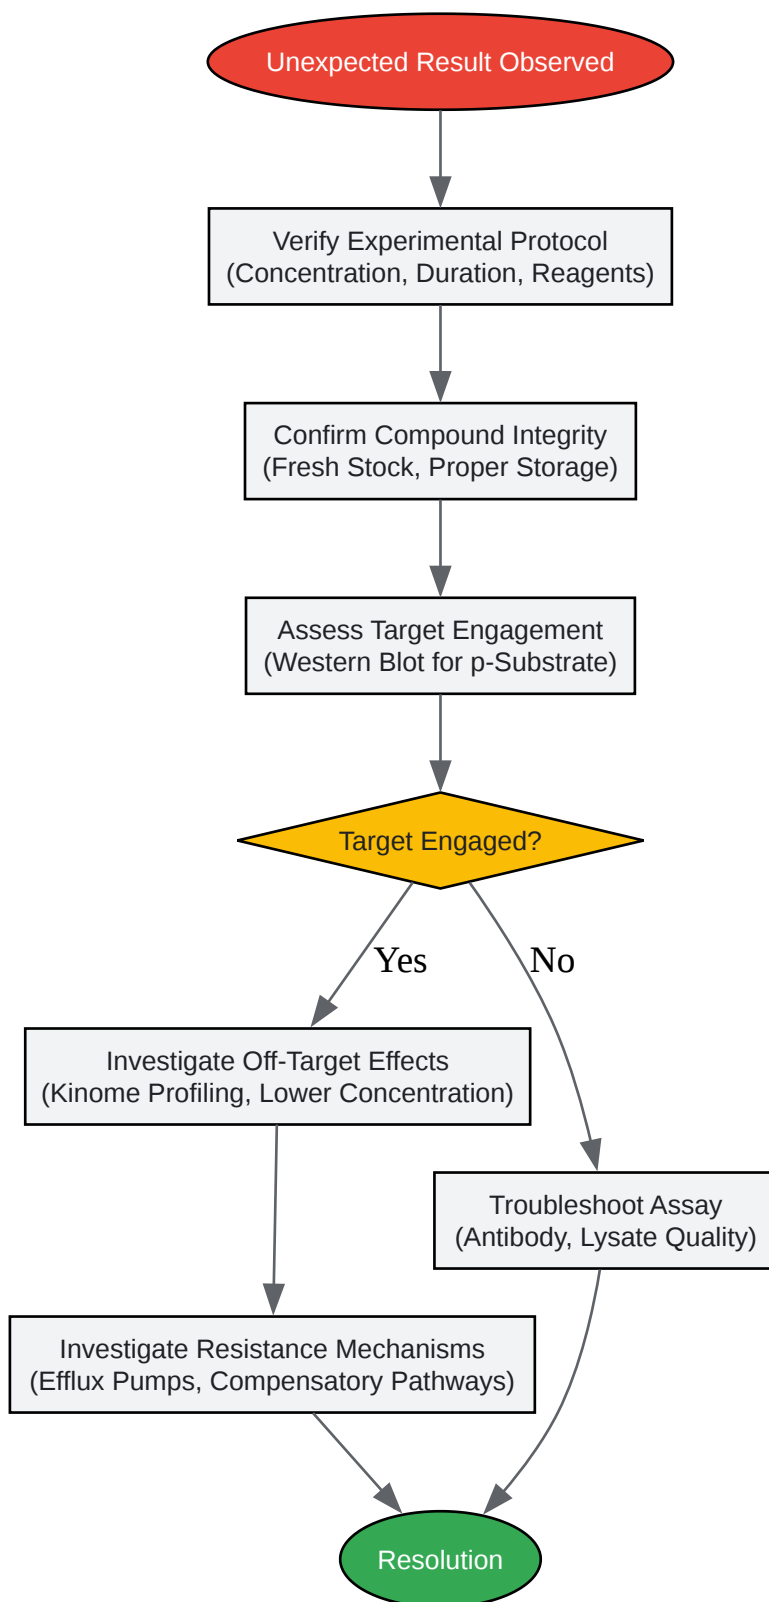 Unexpected Result Observed
Verify Experimental Protocol
(Concentration, Duration, Reagents)
Confirm Compound Integrity
(Fresh Stock, Proper Storage)
Assess Target Engagement
(Western Blot for p-Substrate)
Target Engaged?
Yes
No
Investigate Off-Target Effects
(Kinome Profiling, Lower Concentration)
Troubleshoot Assay
(Antibody, Lysate Quality)
Investigate Resistance Mechanisms
(Efflux Pumps, Compensatory Pathways)
Resolution